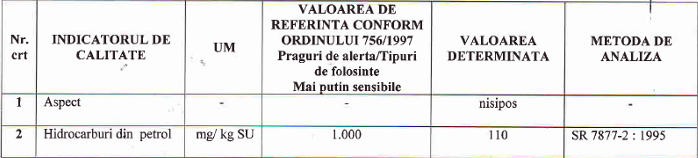 Nr. crt
INDICATORUL DE CALITATE
UM
VALOAREA DE REFERINTA CONFORM ORDINULUI 756/1997
Praguri de alerta/Tipuri de folosinte
Mai putin sensibile
VALOAREA DETERMINATA
METODA DE ANALIZA
1 Aspect - - nisipos -
2 Hidrocarburi din petrol mg/ kg SU 1.000 110 SR 7877-2 : 1995